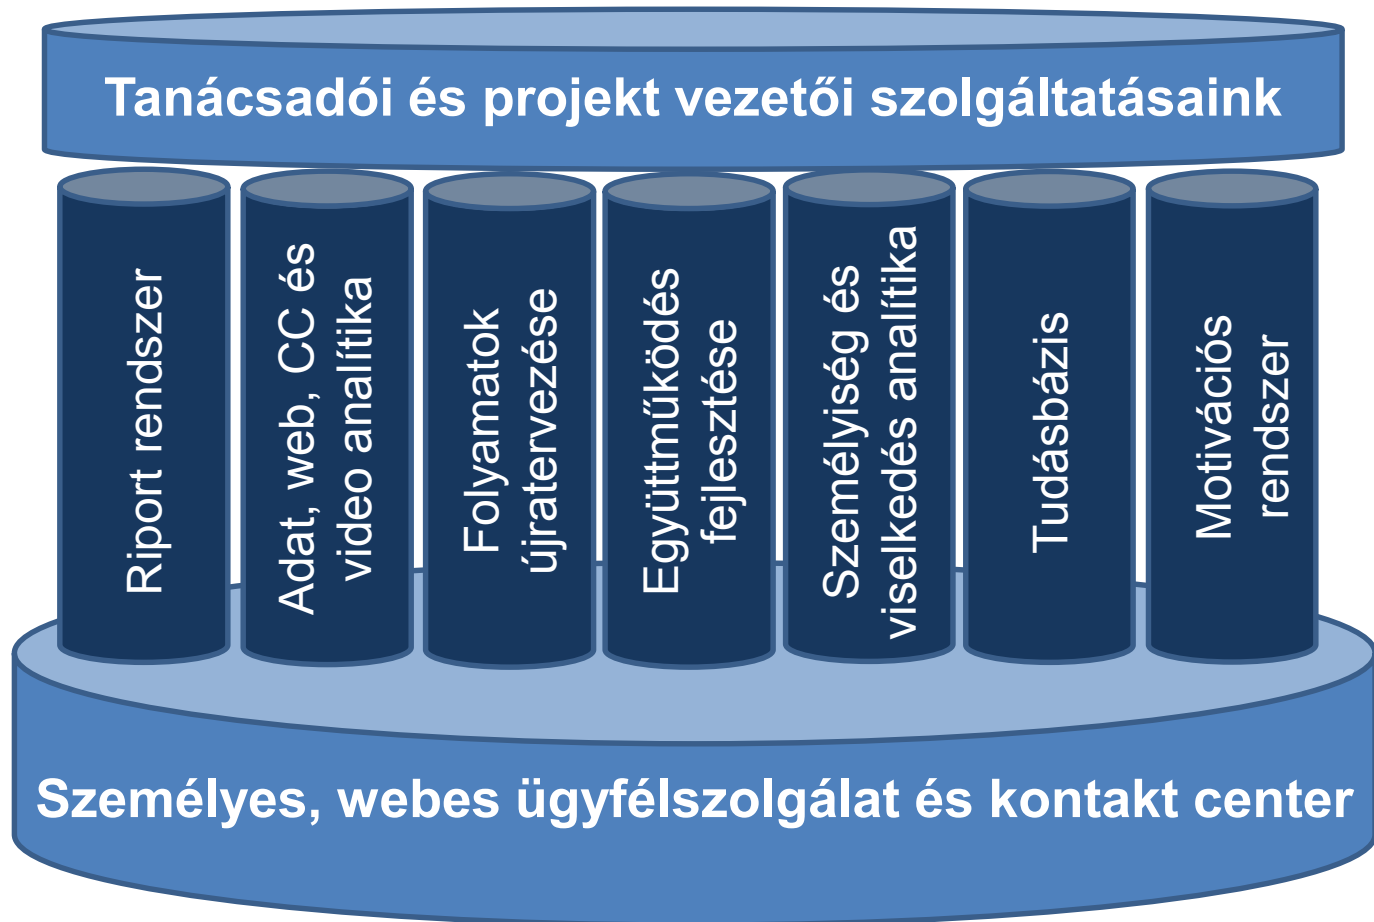 Tanácsadói és projekt vezetői szolgáltatásaink
Riport rendszer
Adat, web, CC és
video analítika
Folyamatok
újratervezése
Együttműködés
fejlesztése
Személyiség és
viselkedés analítika
Tudásbázis
Motivációs
rendszer
Személyes, webes ügyfélszolgálat és kontakt center